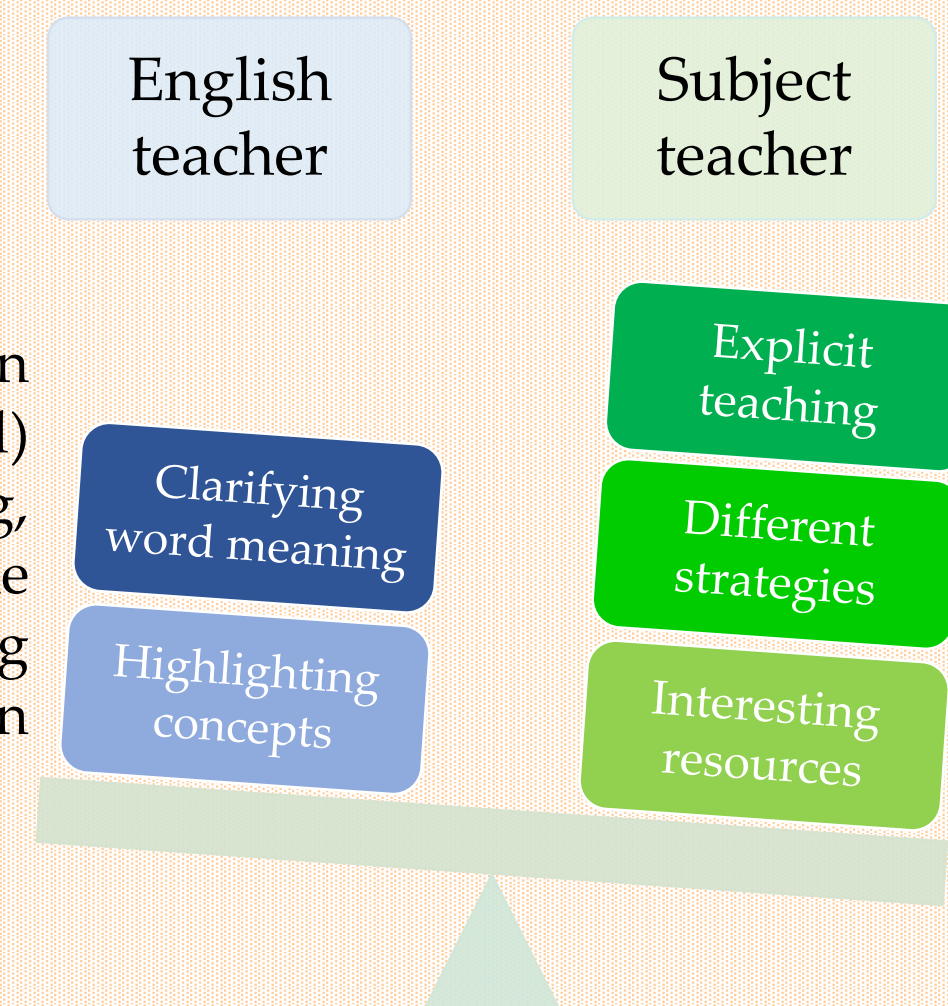 English
teacher
Subject
teacher
Clarifying
word meaning
Highlighting
concepts
Explicit
teaching
Different
strategies
Interesting
resources